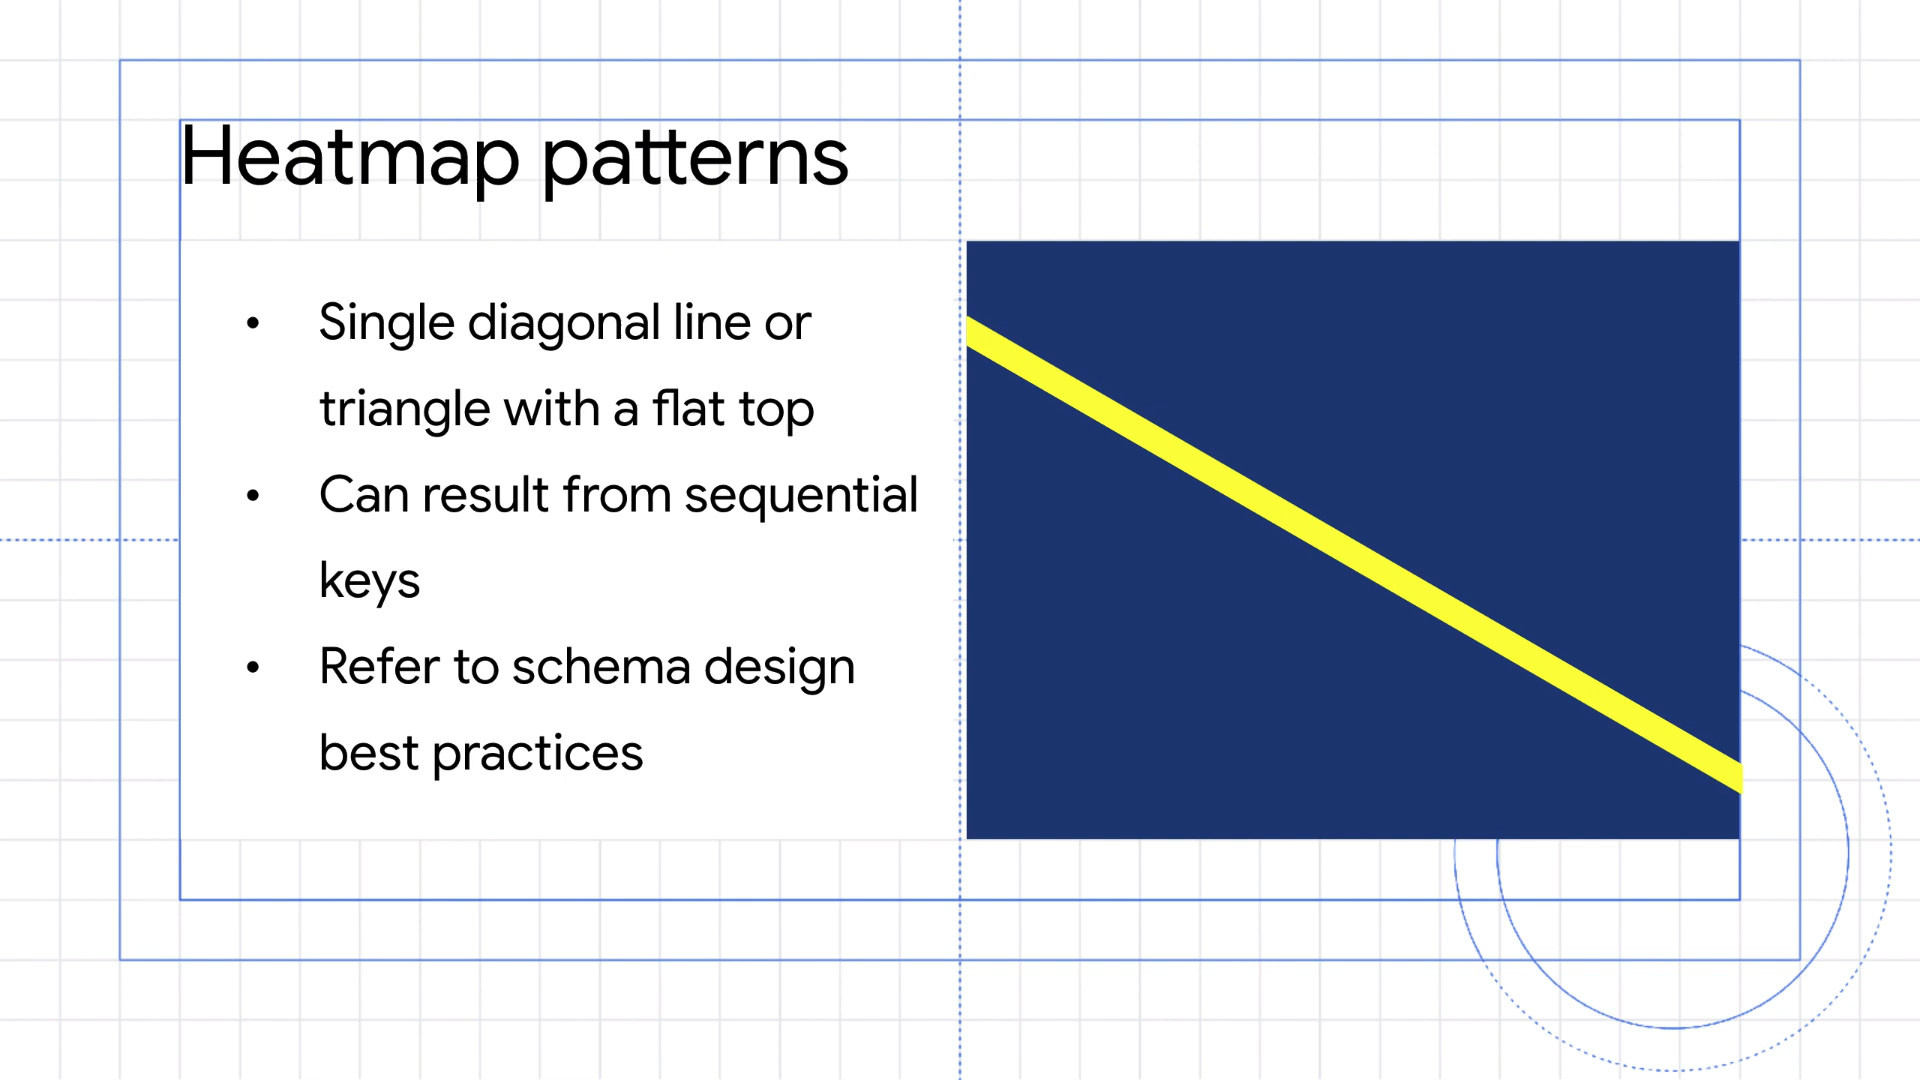 Heatmap patterns
• Single diagonal line or
triangle with a flat top
• Can result from sequential
keys
• Refer to schema design
best practices